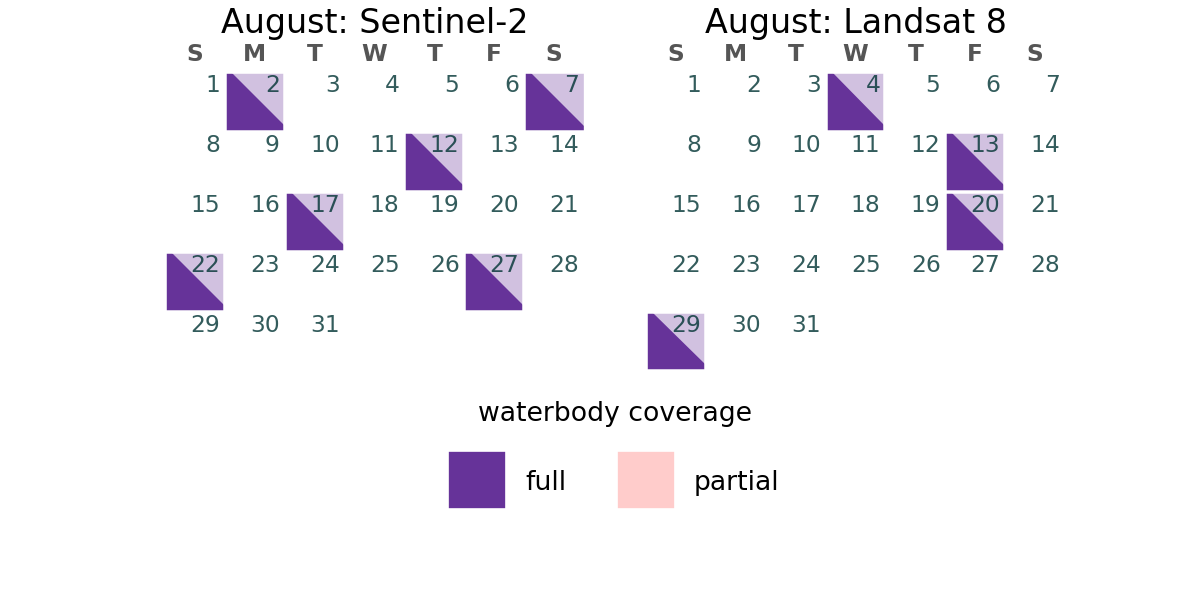 August: Sentinel-2
S M T W T F S
1 2 3 4 5 6 7
8 9 10 11 12 13 14
15 16 17 18 19 20 21
22 23 24 25 26 27 28
29 30 31
August: Landsat 8
S M T W T F S
1 2 3 4 5 6 7
8 9 10 11 12 13 14
15 16 17 18 19 20 21
22 23 24 25 26 27 28
29 30 31
waterbody coverage
full partial